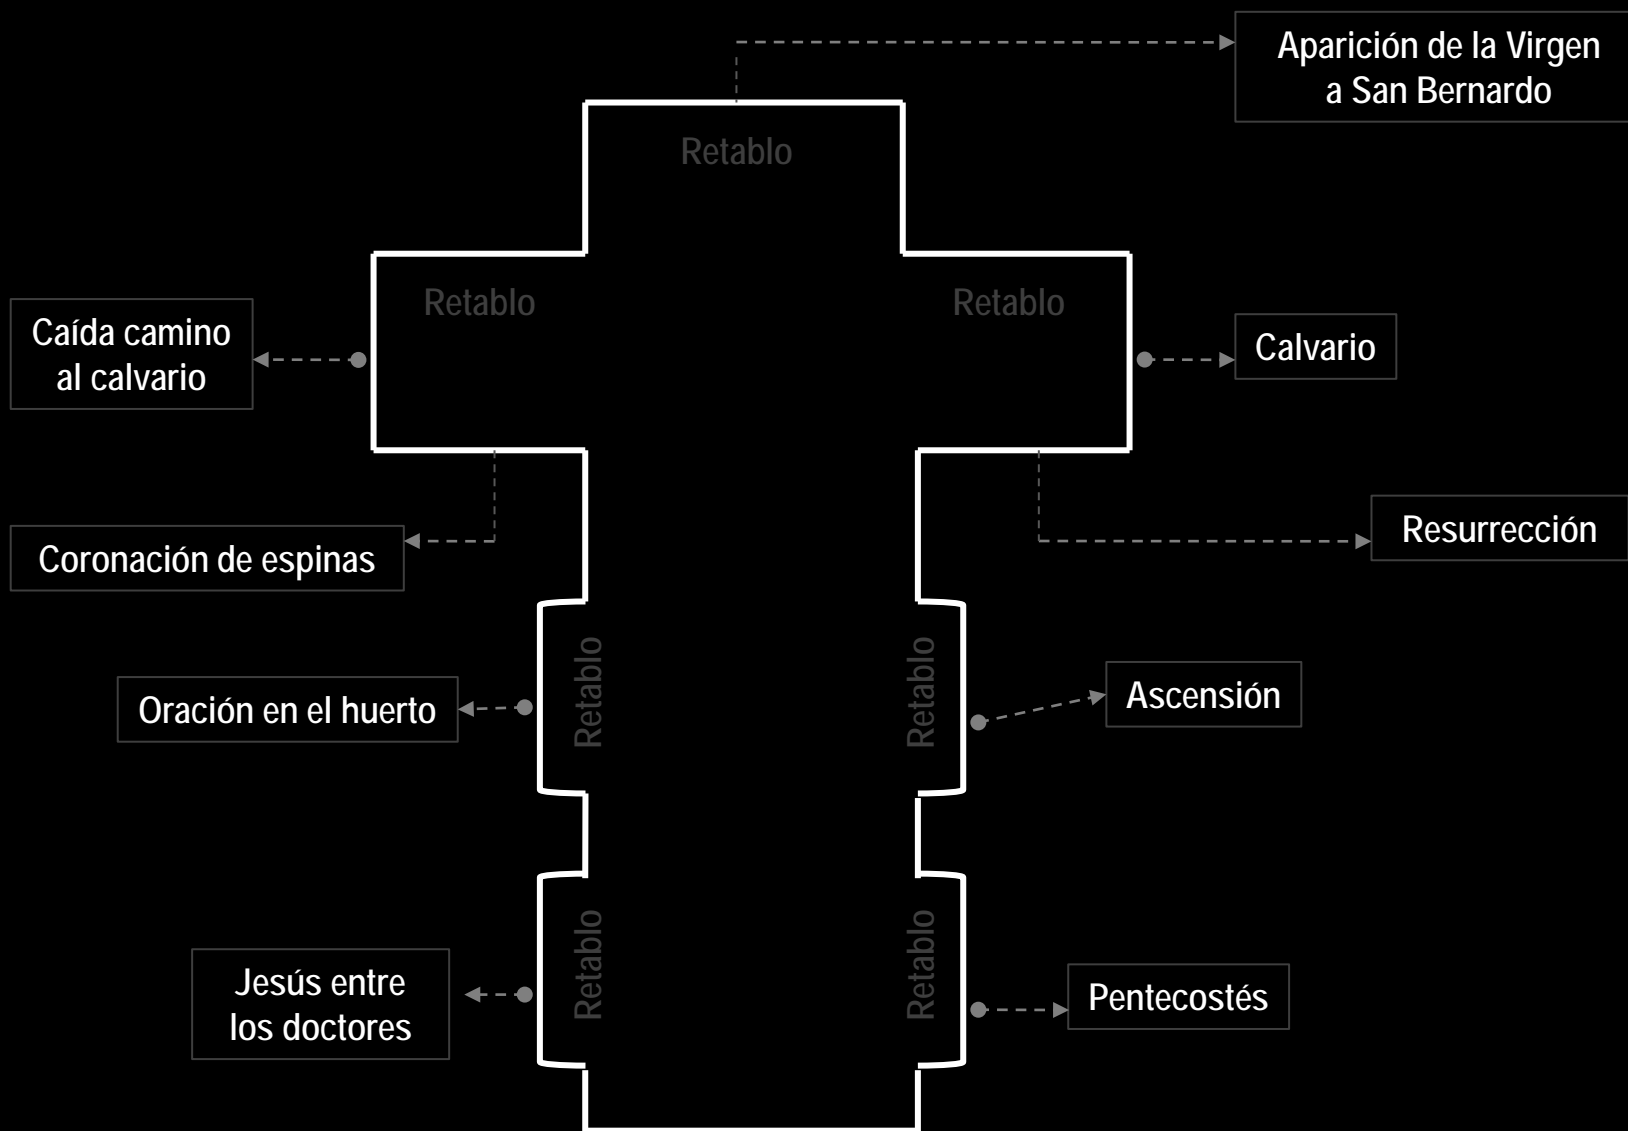 Aparición de la Virgen
a San Bernardo
Retablo
Retablo
Retablo
Caída camino
al calvario
Calvario
Coronación de espinas
Resurrección
Retablo
Retablo
Oración en el huerto
Ascensión
Retablo
Retablo
Jesús entre
los doctores
Pentecostés